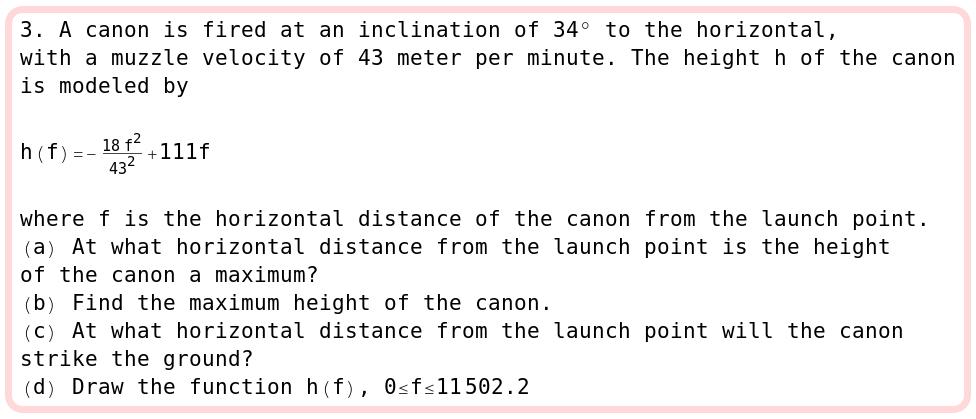 3. A canon is fired at an inclination of 34° to the horizontal,
with a muzzle velocity of 43 meter per minute. The height h of the canon
is modeled by
h(f)=-\frac{18 f^2}{43^2}+111f
where f is the horizontal distance of the canon from the launch point.
(a) At what horizontal distance from the launch point is the height
of the canon a maximum?
(b) Find the maximum height of the canon.
(c) At what horizontal distance from the launch point will the canon
strike the ground?
(d) Draw the function h(f), 0≤f≤11502.2